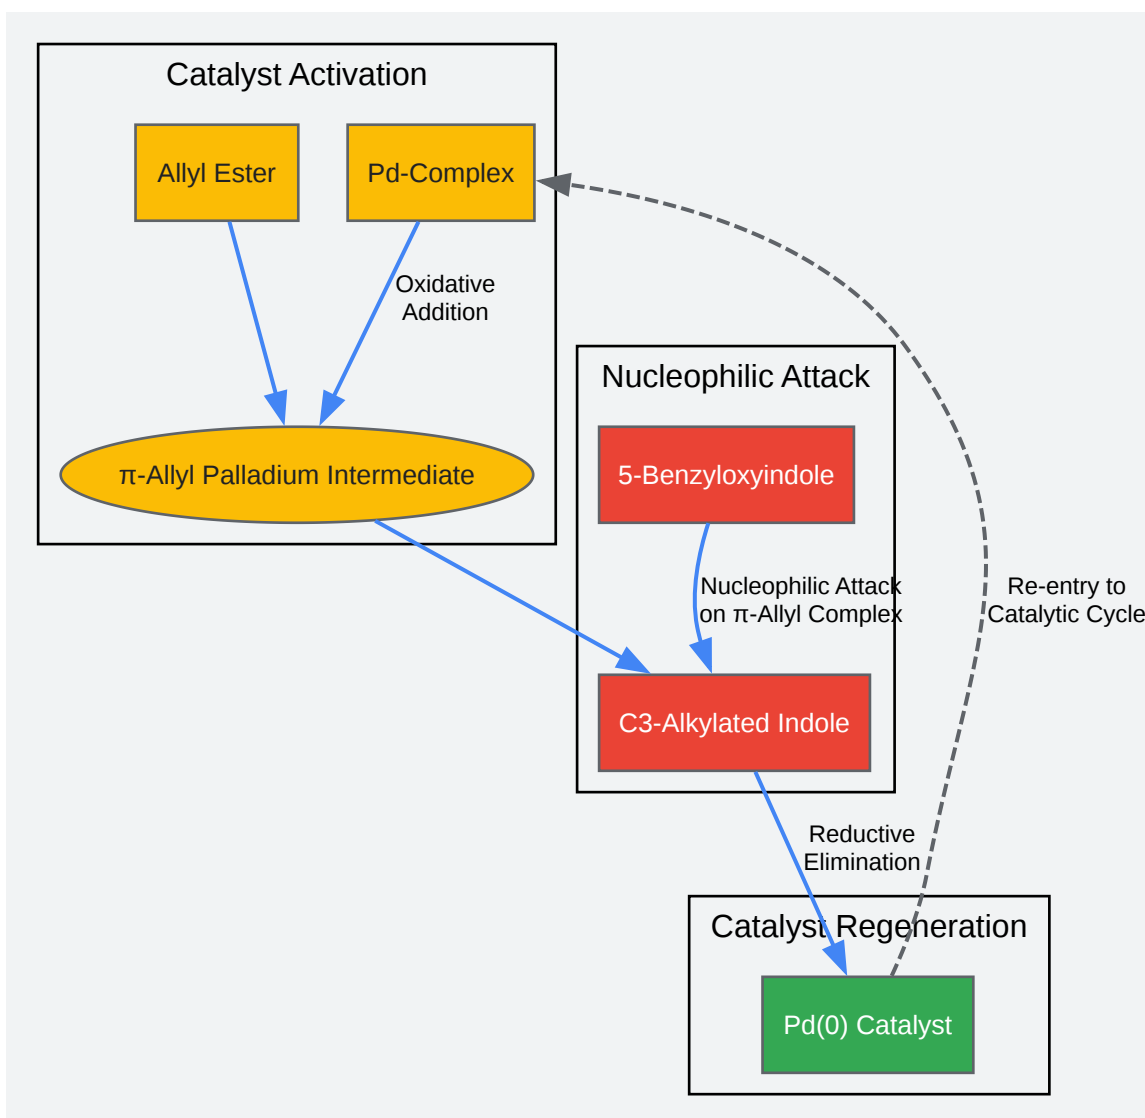 Catalyst Activation
Allyl Ester
Pd-Complex
Oxidative
Addition
π-Allyl Palladium Intermediate
Nucleophilic Attack
5-Benzyloxyindole
Nucleophilic Attack
on π-Allyl Complex
Re-entry to
Catalytic Cycle
C3-Alkylated Indole
Reductive
Elimination
Catalyst Regeneration
Pd(0) Catalyst